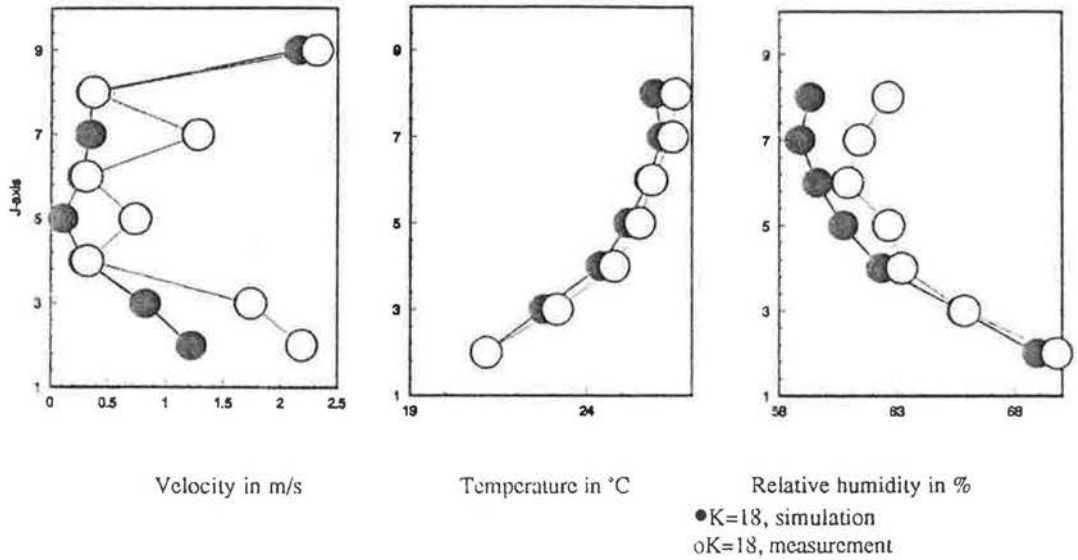 9
7
J-axis
5
3
1
0 0.5 1 1.5 2 2.5
Velocity in m/s
9
7
5
3
1
19 24
Temperature in °C
9
7
5
3
1
58 63 68
Relative humidity in %
●K=18, simulation
oK=18, measurement